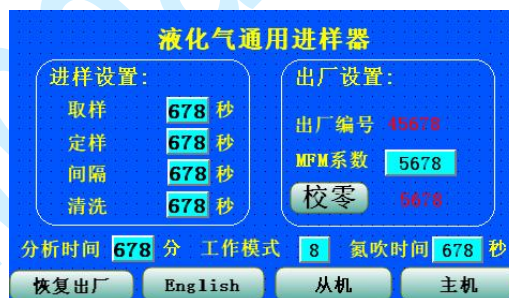 液化气通用进样器
进样设置:
取样 678 秒
定样 678 秒
间隔 678 秒
清洗 678 秒
出厂设置:
出厂编号 45678
MFM系数 5678
校零 5678
分析时间 678 分 工作模式 8 氮吹时间 678 秒
恢复出厂 English 从机 主机